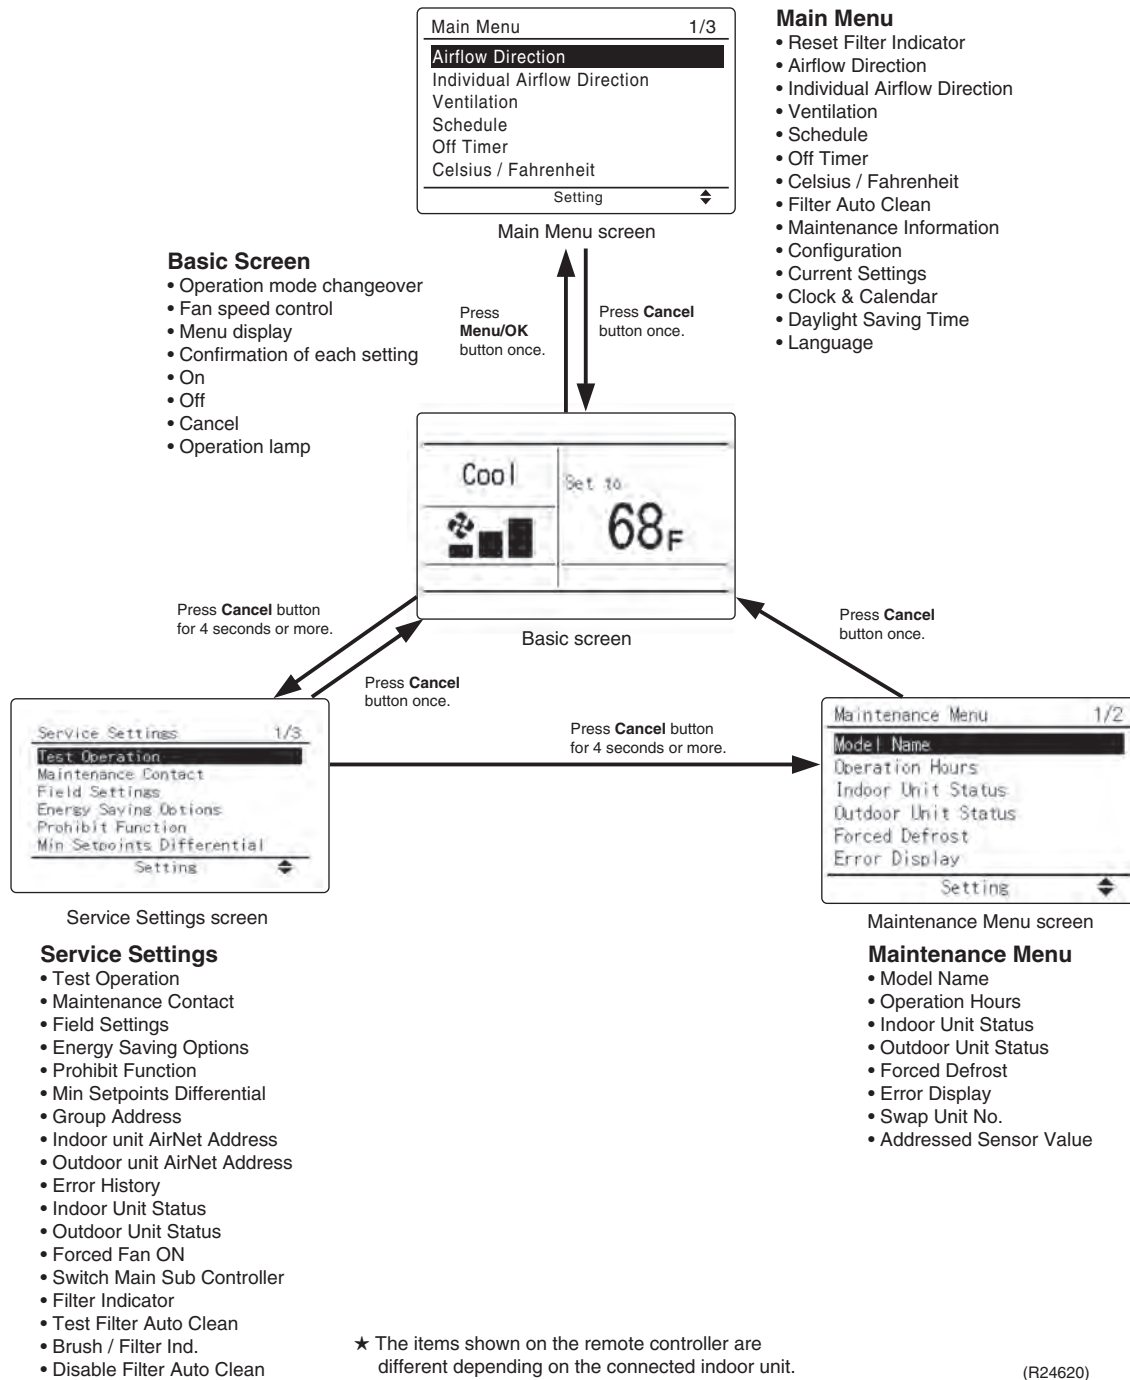 Main Menu 1/3
Airflow Direction
Individual Airflow Direction
Ventilation
Schedule
Off Timer
Celsius / Fahrenheit
Setting
Main Menu screen
Main Menu
• Reset Filter Indicator
• Airflow Direction
• Individual Airflow Direction
• Ventilation
• Schedule
• Off Timer
• Celsius / Fahrenheit
• Filter Auto Clean
• Maintenance Information
• Configuration
• Current Settings
• Clock & Calendar
• Daylight Saving Time
• Language
Basic Screen
• Operation mode changeover
• Fan speed control
• Menu display
• Confirmation of each setting
• On
• Off
• Cancel
• Operation lamp
Press
Menu/OK
button once.
Press Cancel
button once.
Cool
Set to
68F
Basic screen
Press Cancel button
for 4 seconds or more.
Press Cancel
button once.
Press Cancel
button once.
Press Cancel button
for 4 seconds or more.
Service Settings 1/3
Test Operation
Maintenance Contact
Field Settings
Energy Saving Options
Prohibit Function
Min Setpoints Differential
Setting
Service Settings screen
Service Settings
• Test Operation
• Maintenance Contact
• Field Settings
• Energy Saving Options
• Prohibit Function
• Min Setpoints Differential
• Group Address
• Indoor unit AirNet Address
• Outdoor unit AirNet Address
• Error History
• Indoor Unit Status
• Outdoor Unit Status
• Forced Fan ON
• Switch Main Sub Controller
• Filter Indicator
• Test Filter Auto Clean
• Brush / Filter Ind.
• Disable Filter Auto Clean
Maintenance Menu 1/2
Model Name
Operation Hours
Indoor Unit Status
Outdoor Unit Status
Forced Defrost
Error Display
Setting
Maintenance Menu screen
Maintenance Menu
• Model Name
• Operation Hours
• Indoor Unit Status
• Outdoor Unit Status
• Forced Defrost
• Error Display
• Swap Unit No.
• Addressed Sensor Value
★ The items shown on the remote controller are
different depending on the connected indoor unit.
(R24620)